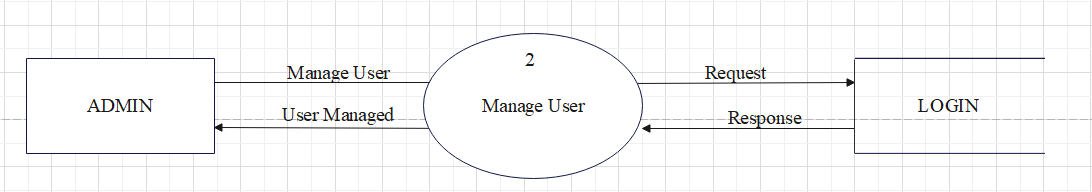 2
Manage User
Request
ADMIN
Manage User
LOGIN
User Managed
Response